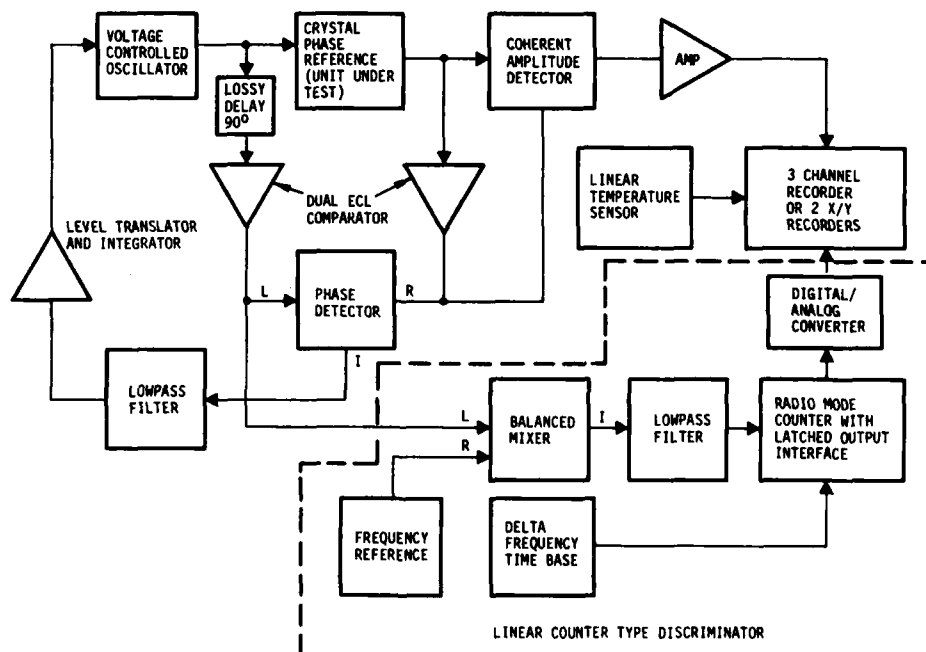 VOLTAGE
CONTROLLED
OSCILLATOR
CRYSTAL
PHASE
REFERENCE
(UNIT UNDER
TEST)
COHERENT
AMPLITUDE
DETECTOR
AMP
LOSSY
DELAY
90°
DUAL ECL
COMPARATOR
LINEAR
TEMPERATURE
SENSOR
3 CHANNEL
RECORDER
OR 2 X/Y
RECORDERS
LEVEL TRANSLATOR
AND INTEGRATOR
L
PHASE
DETECTOR
R
I
DIGITAL/
ANALOG
CONVERTER
LOWPASS
FILTER
L
R
BALANCED
MIXER
I
LOWPASS
FILTER
RADIO MODE
COUNTER WITH
LATCHED OUTPUT
INTERFACE
FREQUENCY
REFERENCE
DELTA
FREQUENCY
TIME BASE
LINEAR COUNTER TYPE DISCRIMINATOR